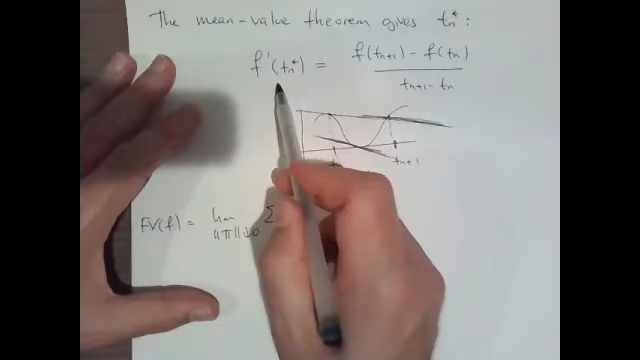 The mean-value theorem gives tₙ*:
f'(tₙ*) = f(tₙ₊₁) - f(tₙ) / tₙ₊₁ - tₙ
tₙ₊₁
FV(f) = lim Σ
||π||↓0